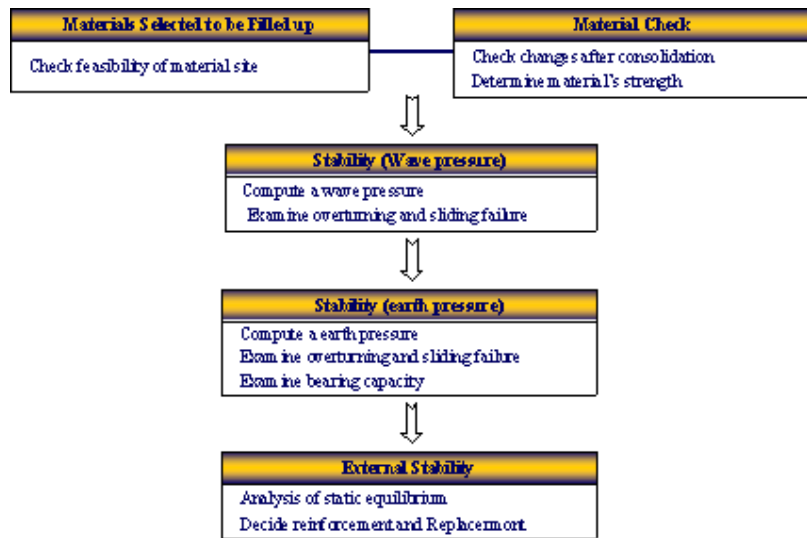 Materials Selected to be Filled up
Check feasibility of material site
Material Check
Check changes after consolidation
Determine material's strength
Stability (Wave pressure)
Compute a wave pressure
Examine overturning and sliding failure
Stability (earth pressure)
Compute a earth pressure
Examine overturning and sliding failure
Examine bearing capacity
External Stability
Analysis of static equilibrium
Decide reinforcement and Replacermont.